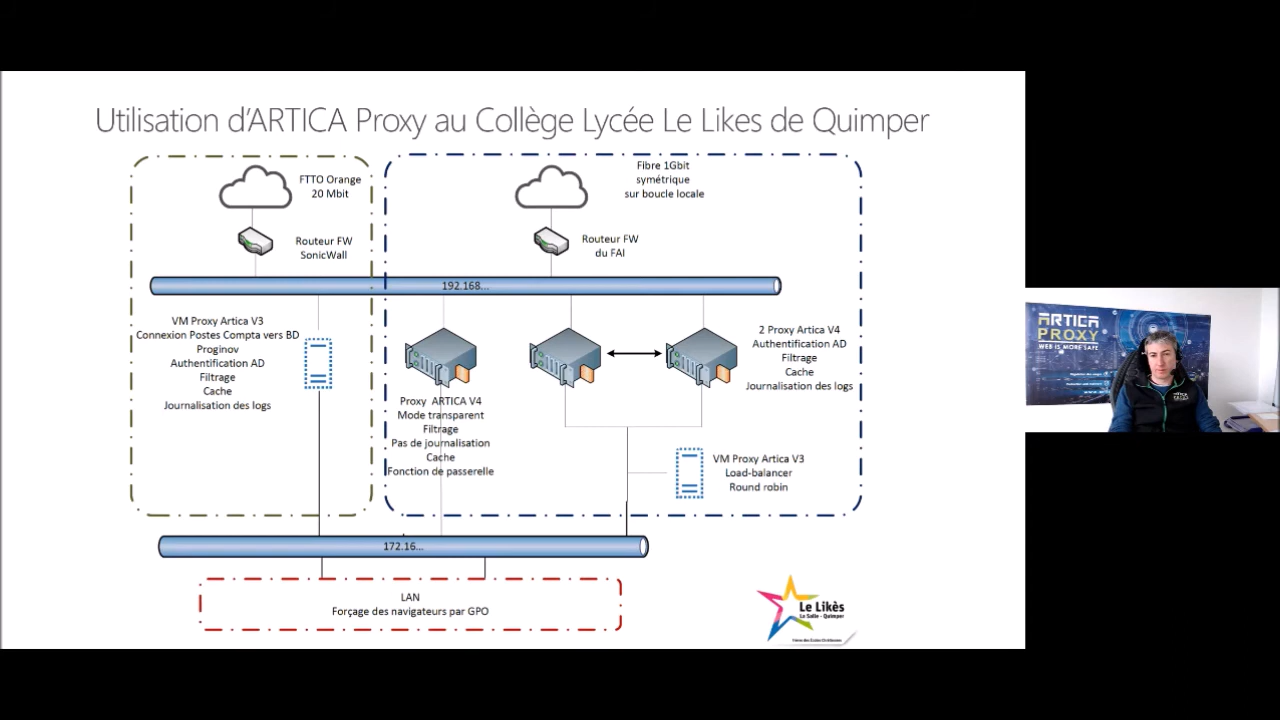 Utilisation d'ARTICA Proxy au Collège Lycée Le Likes de Quimper
FTTO Orange
20 Mbit
Fibre 1Gbit
symétrique
sur boucle locale
Routeur FW
SonicWall
Routeur FW
du FAI
192.168...
VM Proxy Artica V3
Connexion Postes Compta vers BD
Proginov
Authentification AD
Filtrage
Cache
Journalisation des logs
Proxy ARTICA V4
Mode transparent
Filtrage
Pas de journalisation
Cache
Fonction de passerelle
2 Proxy Artica V4
Authentification AD
Filtrage
Cache
Journalisation des logs
VM Proxy Artica V3
Load-balancer
Round robin
172.16...
LAN
Forçage des navigateurs par GPO
Le Likès
La Salle - Quimper
ARTICA
PROXY
WEB IS MORE SAFE